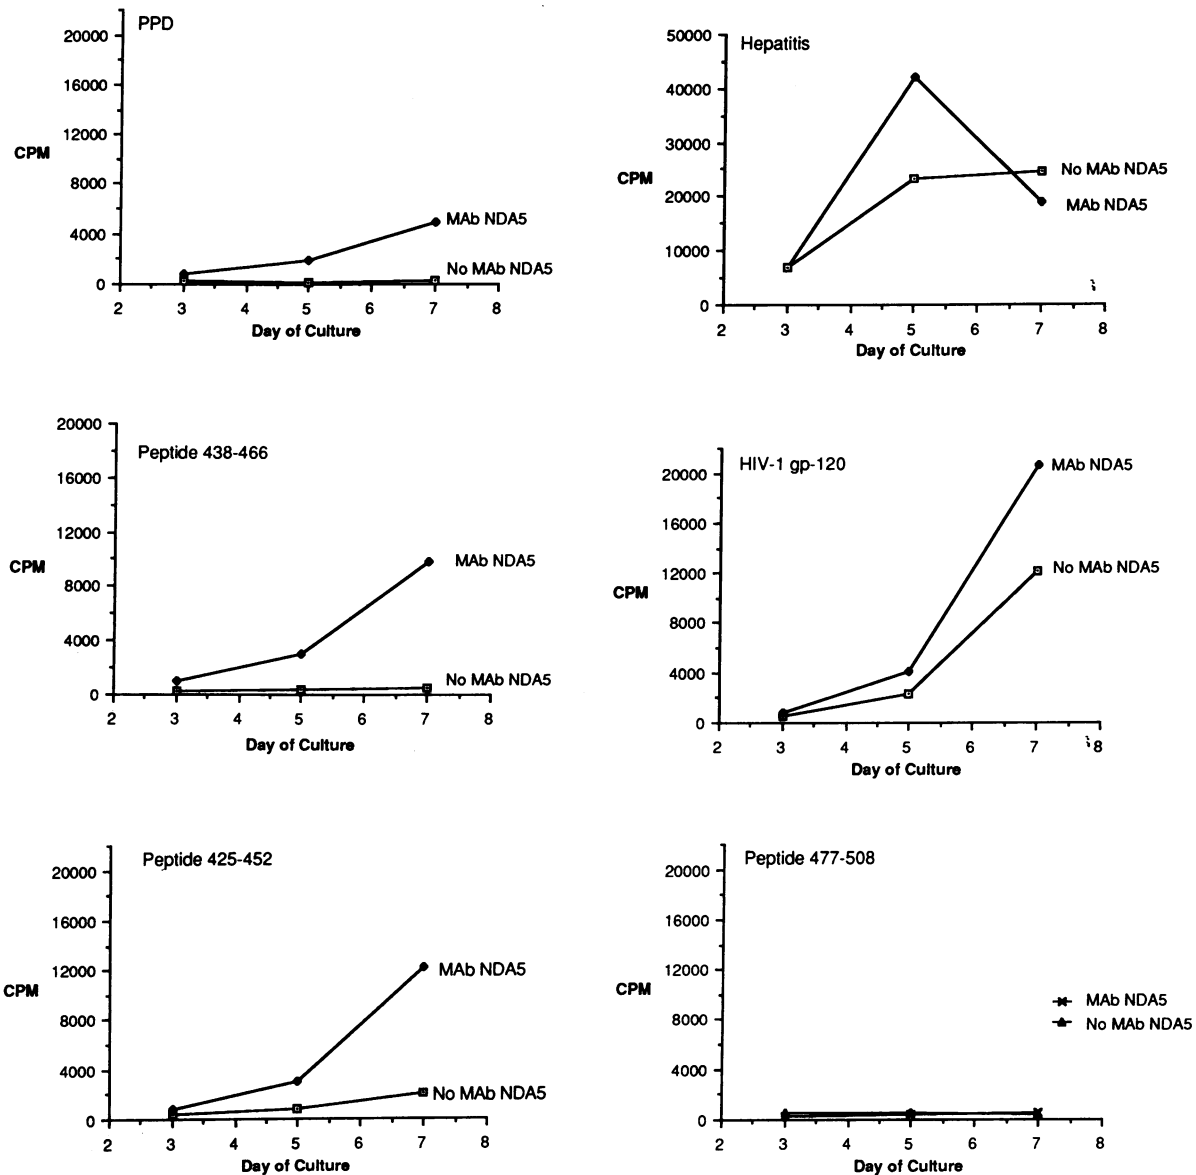 PPD
20000
16000
12000
8000
4000
0
CPM
MAb NDA5
No MAb NDA5
2 3 4 5 6 7 8
Day of Culture
Hepatitis
50000
40000
30000
20000
10000
0
CPM
No MAb NDA5
MAb NDA5
2 3 4 5 6 7 8
Day of Culture
Peptide 438-466
20000
16000
12000
8000
4000
0
CPM
MAb NDA5
No MAb NDA5
2 3 4 5 6 7 8
Day of Culture
HIV-1 gp-120
20000
16000
12000
8000
4000
0
CPM
MAb NDA5
No MAb NDA5
2 3 4 5 6 7 8
Day of Culture
Peptide 425-452
20000
16000
12000
8000
4000
0
CPM
MAb NDA5
No MAb NDA5
2 3 4 5 6 7 8
Day of Culture
Peptide 477-508
20000
16000
12000
8000
4000
0
CPM
MAb NDA5
No MAb NDA5
2 3 4 5 6 7 8
Day of Culture